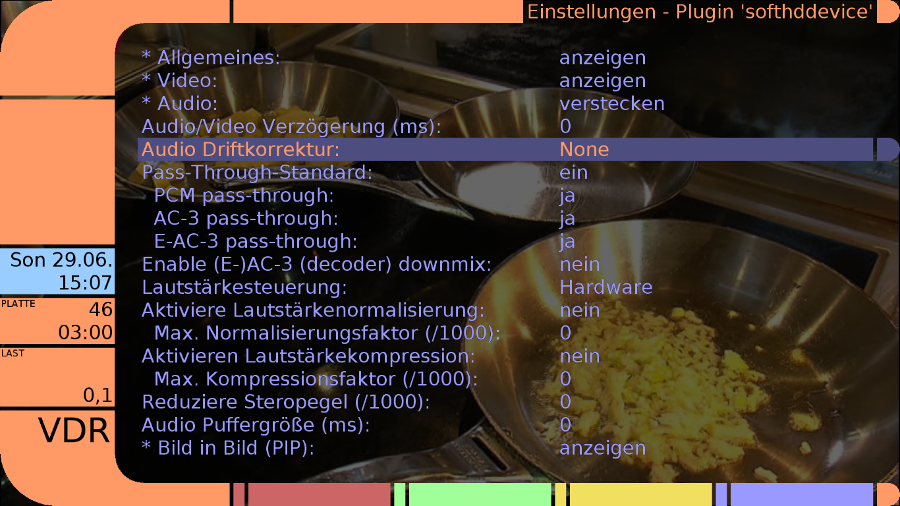 Einstellungen - Plugin 'softhddevice'
* Allgemeines: anzeigen
* Video: anzeigen
* Audio: verstecken
Audio/Video Verzögerung (ms): 0
Audio Driftkorrektur: None
Pass-Through-Standard: ein
PCM pass-through: ja
AC-3 pass-through: ja
E-AC-3 pass-through: ja
Enable (E-)AC-3 (decoder) downmix: nein
Lautstärkesteuerung: Hardware
Aktiviere Lautstärkenormalisierung: nein
Max. Normalisierungsfaktor (/1000): 0
Aktivieren Lautstärkekompression: nein
Max. Kompressionsfaktor (/1000): 0
Reduziere Steropegel (/1000): 0
Audio Puffergröße (ms): 0
* Bild in Bild (PIP): anzeigen
Son 29.06.
15:07
PLATTE 46
03:00
LAST
0,1
VDR